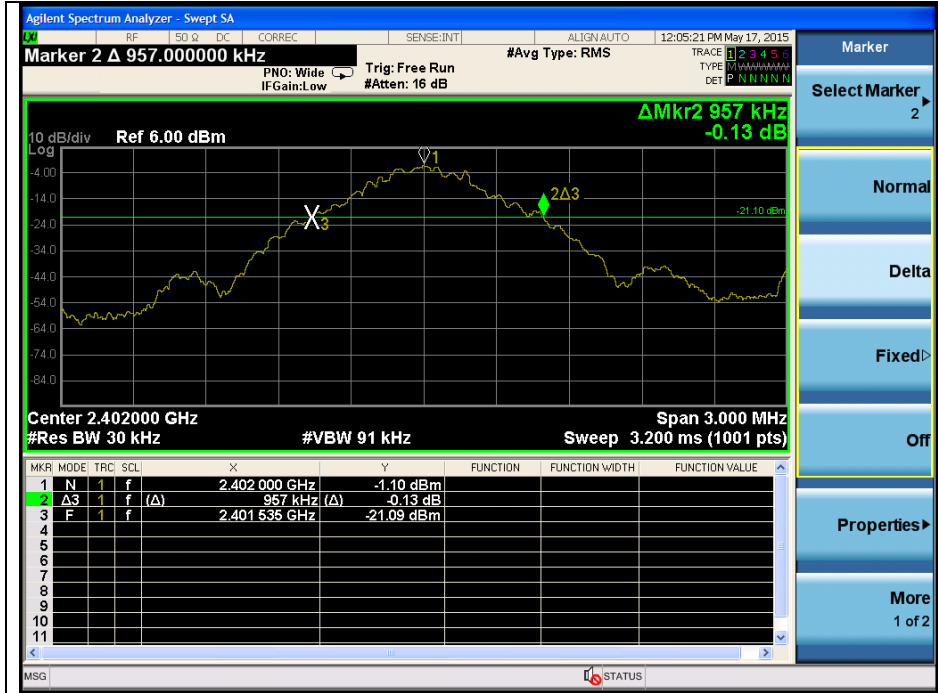 Agilent Spectrum Analyzer - Swept SA
LXI RF 50 Ω DC CORREC SENSE:INT ALIGN AUTO 12:05:21 PM May 17, 2015
Marker 2 Δ 957.000000 kHz
PNO: Wide
IFGain:Low
Trig: Free Run
#Atten: 16 dB
#Avg Type: RMS
TRACE 1 2 3 4 5 6
TYPE M WWWWW
DET P N N N N N
ΔMkr2 957 kHz
-0.13 dB
10 dB/div Ref 6.00 dBm
Log
1
-4.00
2Δ3
-14.0
-21.10 dBm
3
-24.0
-34.0
-44.0
-54.0
-64.0
-74.0
-84.0
Center 2.402000 GHz Span 3.000 MHz
#Res BW 30 kHz #VBW 91 kHz Sweep 3.200 ms (1001 pts)
MKR MODE TRC SCL X Y FUNCTION FUNCTION WIDTH FUNCTION VALUE
1 N 1 f 2.402 000 GHz -1.10 dBm
2 Δ3 1 f (Δ) 957 kHz (Δ) -0.13 dB
3 F 1 f 2.401 535 GHz -21.09 dBm
4
5
6
7
8
9
10
11
MSG STATUS
Marker
Select Marker
2
Normal
Delta
Fixed
Off
Properties
More
1 of 2